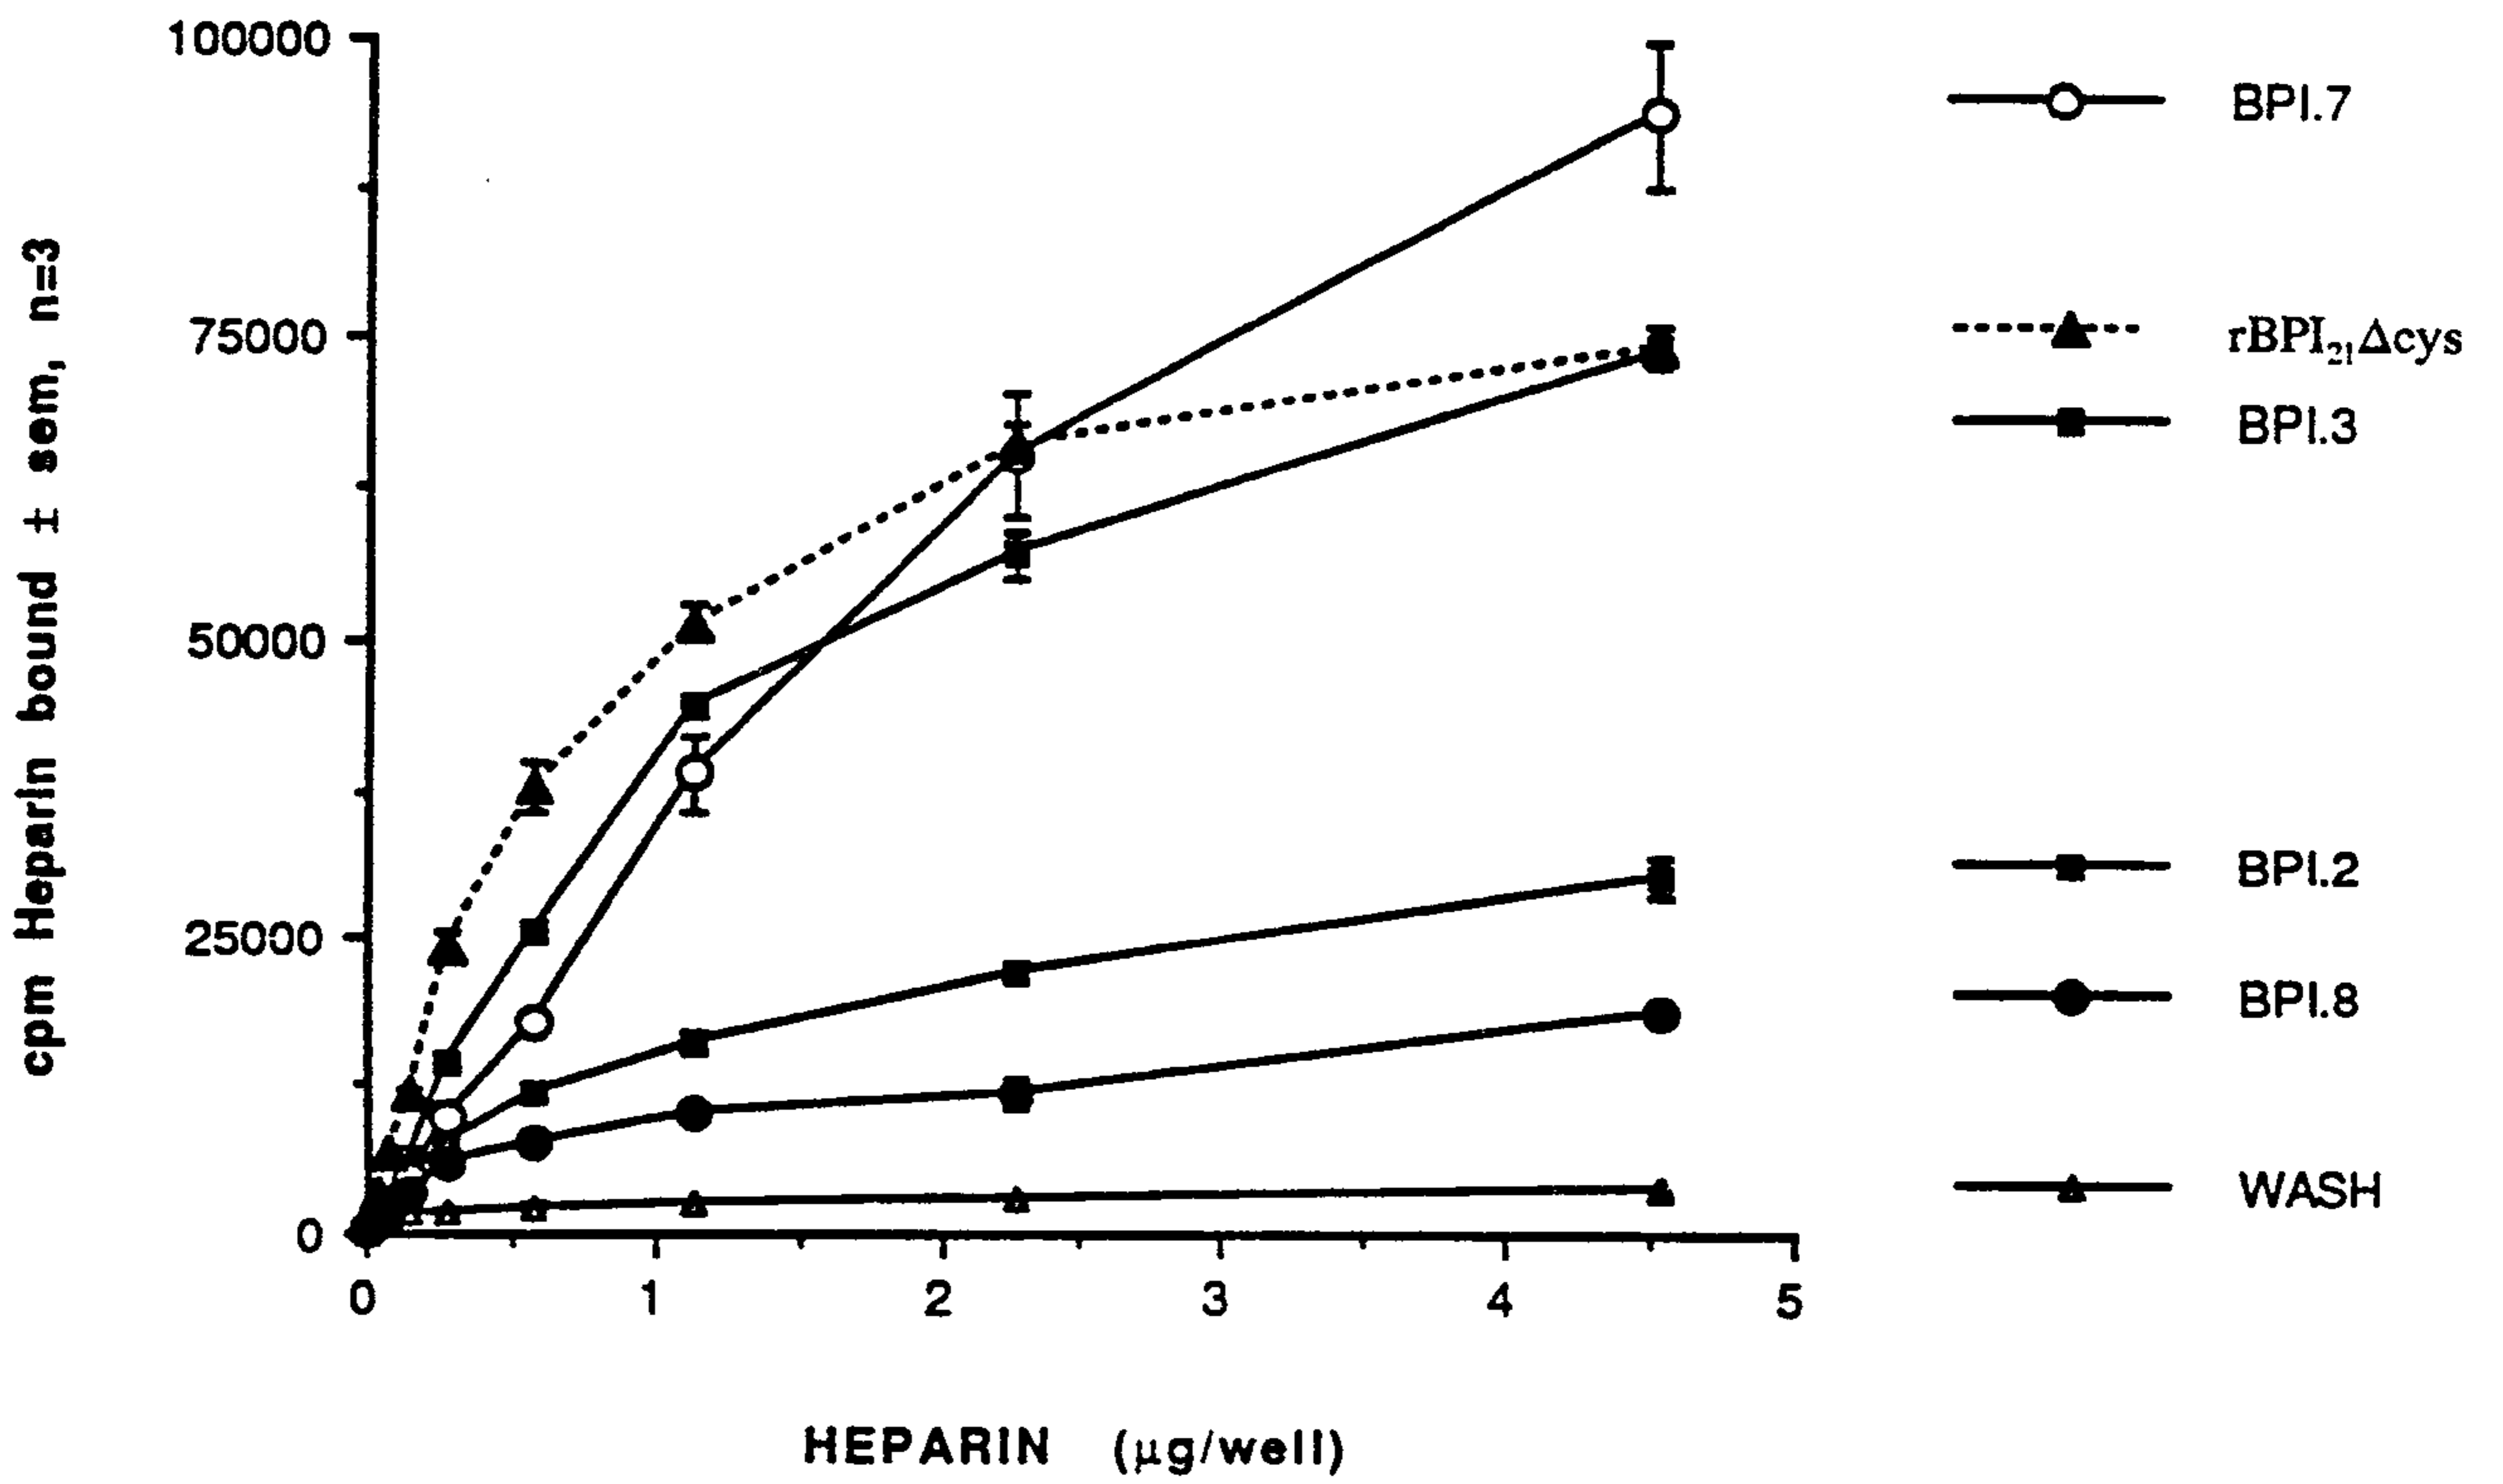 cpm Heparin bound ± sem, n=3
100000
75000
50000
25000
0
0 1 2 3 4 5
HEPARIN (µg/well)
BPI.7
rBPI₂₁Δcys
BPI.3
BPI.2
BPI.8
WASH